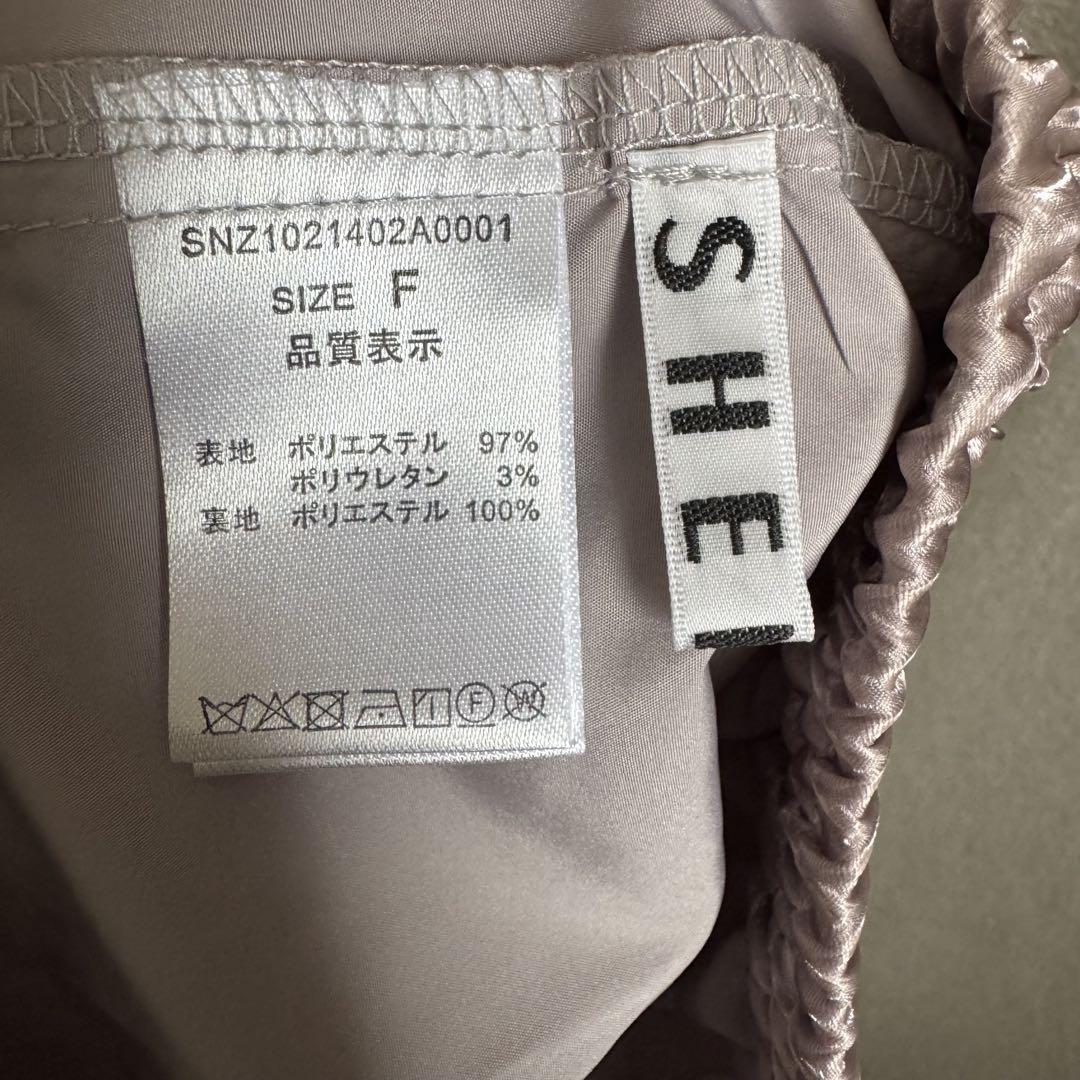 SNZ1021402A0001
SIZE F
品質表示
表地 ポリエステル 97%
ポリウレタン 3%
裏地 ポリエステル 100%
F W
SHE